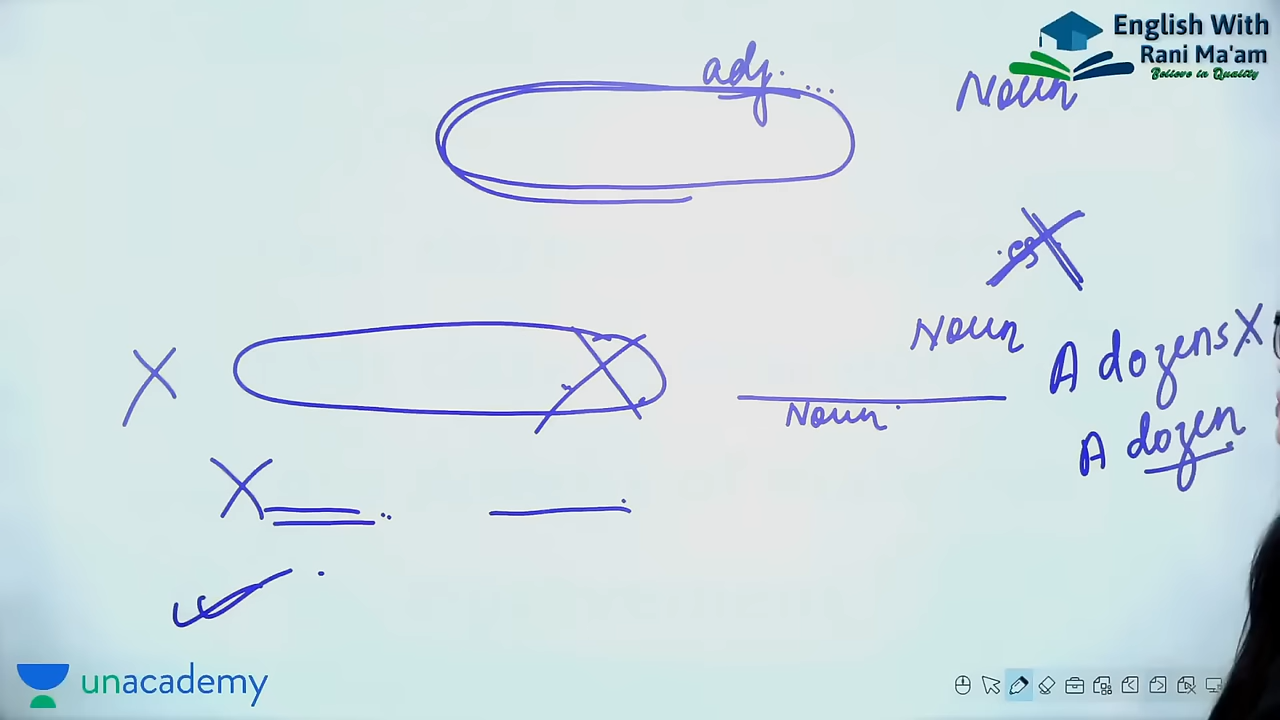 English With
Rani Ma'am
Believe in Quality
adj. ...
Noun
Noun
A dozens X
Noun
A dozen
unacademy